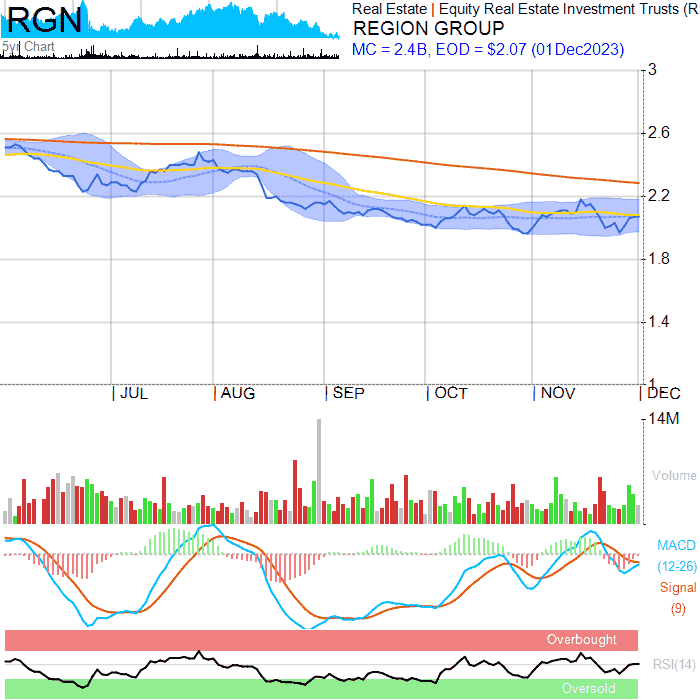 RGN
5yr Chart
Real Estate | Equity Real Estate Investment Trusts (R
REGION GROUP
MC = 2.4B, EOD = $2.07 (01Dec2023)
3
2.6
2.2
1.8
1.4
1
JUL AUG SEP OCT NOV DEC
14M
Volume
MACD
(12-26)
Signal
(9)
Overbought
RSI(14)
Oversold